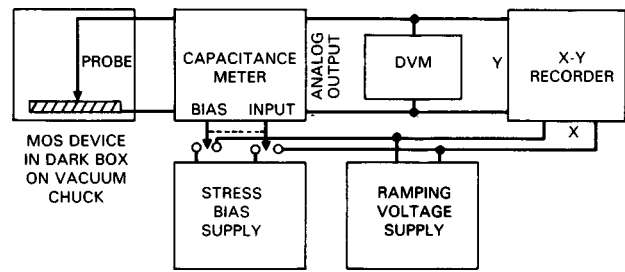 PROBE
MOS DEVICE
IN DARK BOX
ON VACUUM
CHUCK
CAPACITANCE
METER
BIAS INPUT
ANALOG
OUTPUT
DVM
Y
X-Y
RECORDER
X
STRESS
BIAS
SUPPLY
RAMPING
VOLTAGE
SUPPLY